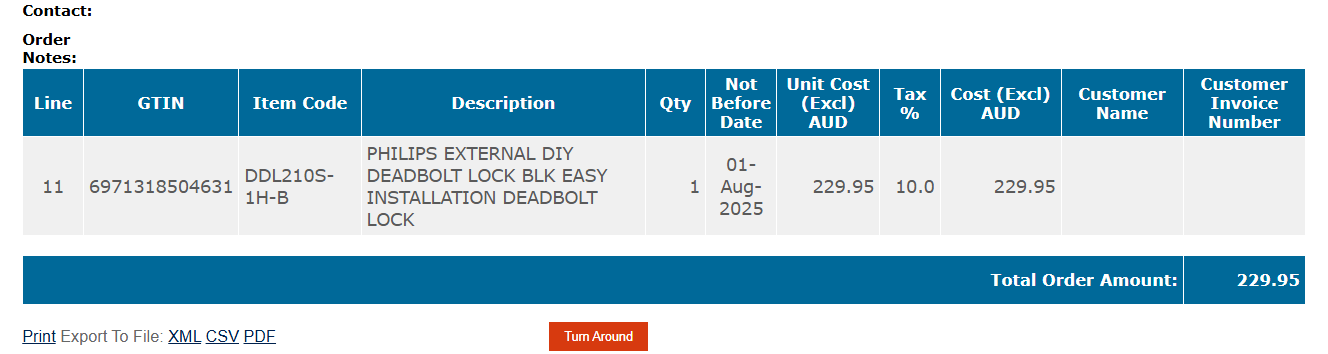 Contact:
Order
Notes:
Line GTIN Item Code Description Qty Not Before Date Unit Cost (Excl) AUD Tax % Cost (Excl) AUD Customer Name Customer Invoice Number
11 6971318504631 DDL210S-1H-B PHILIPS EXTERNAL DIY DEADBOLT LOCK BLK EASY INSTALLATION DEADBOLT LOCK 1 01-Aug-2025 229.95 10.0 229.95
Total Order Amount: 229.95
Print Export To File: XML CSV PDF Turn Around